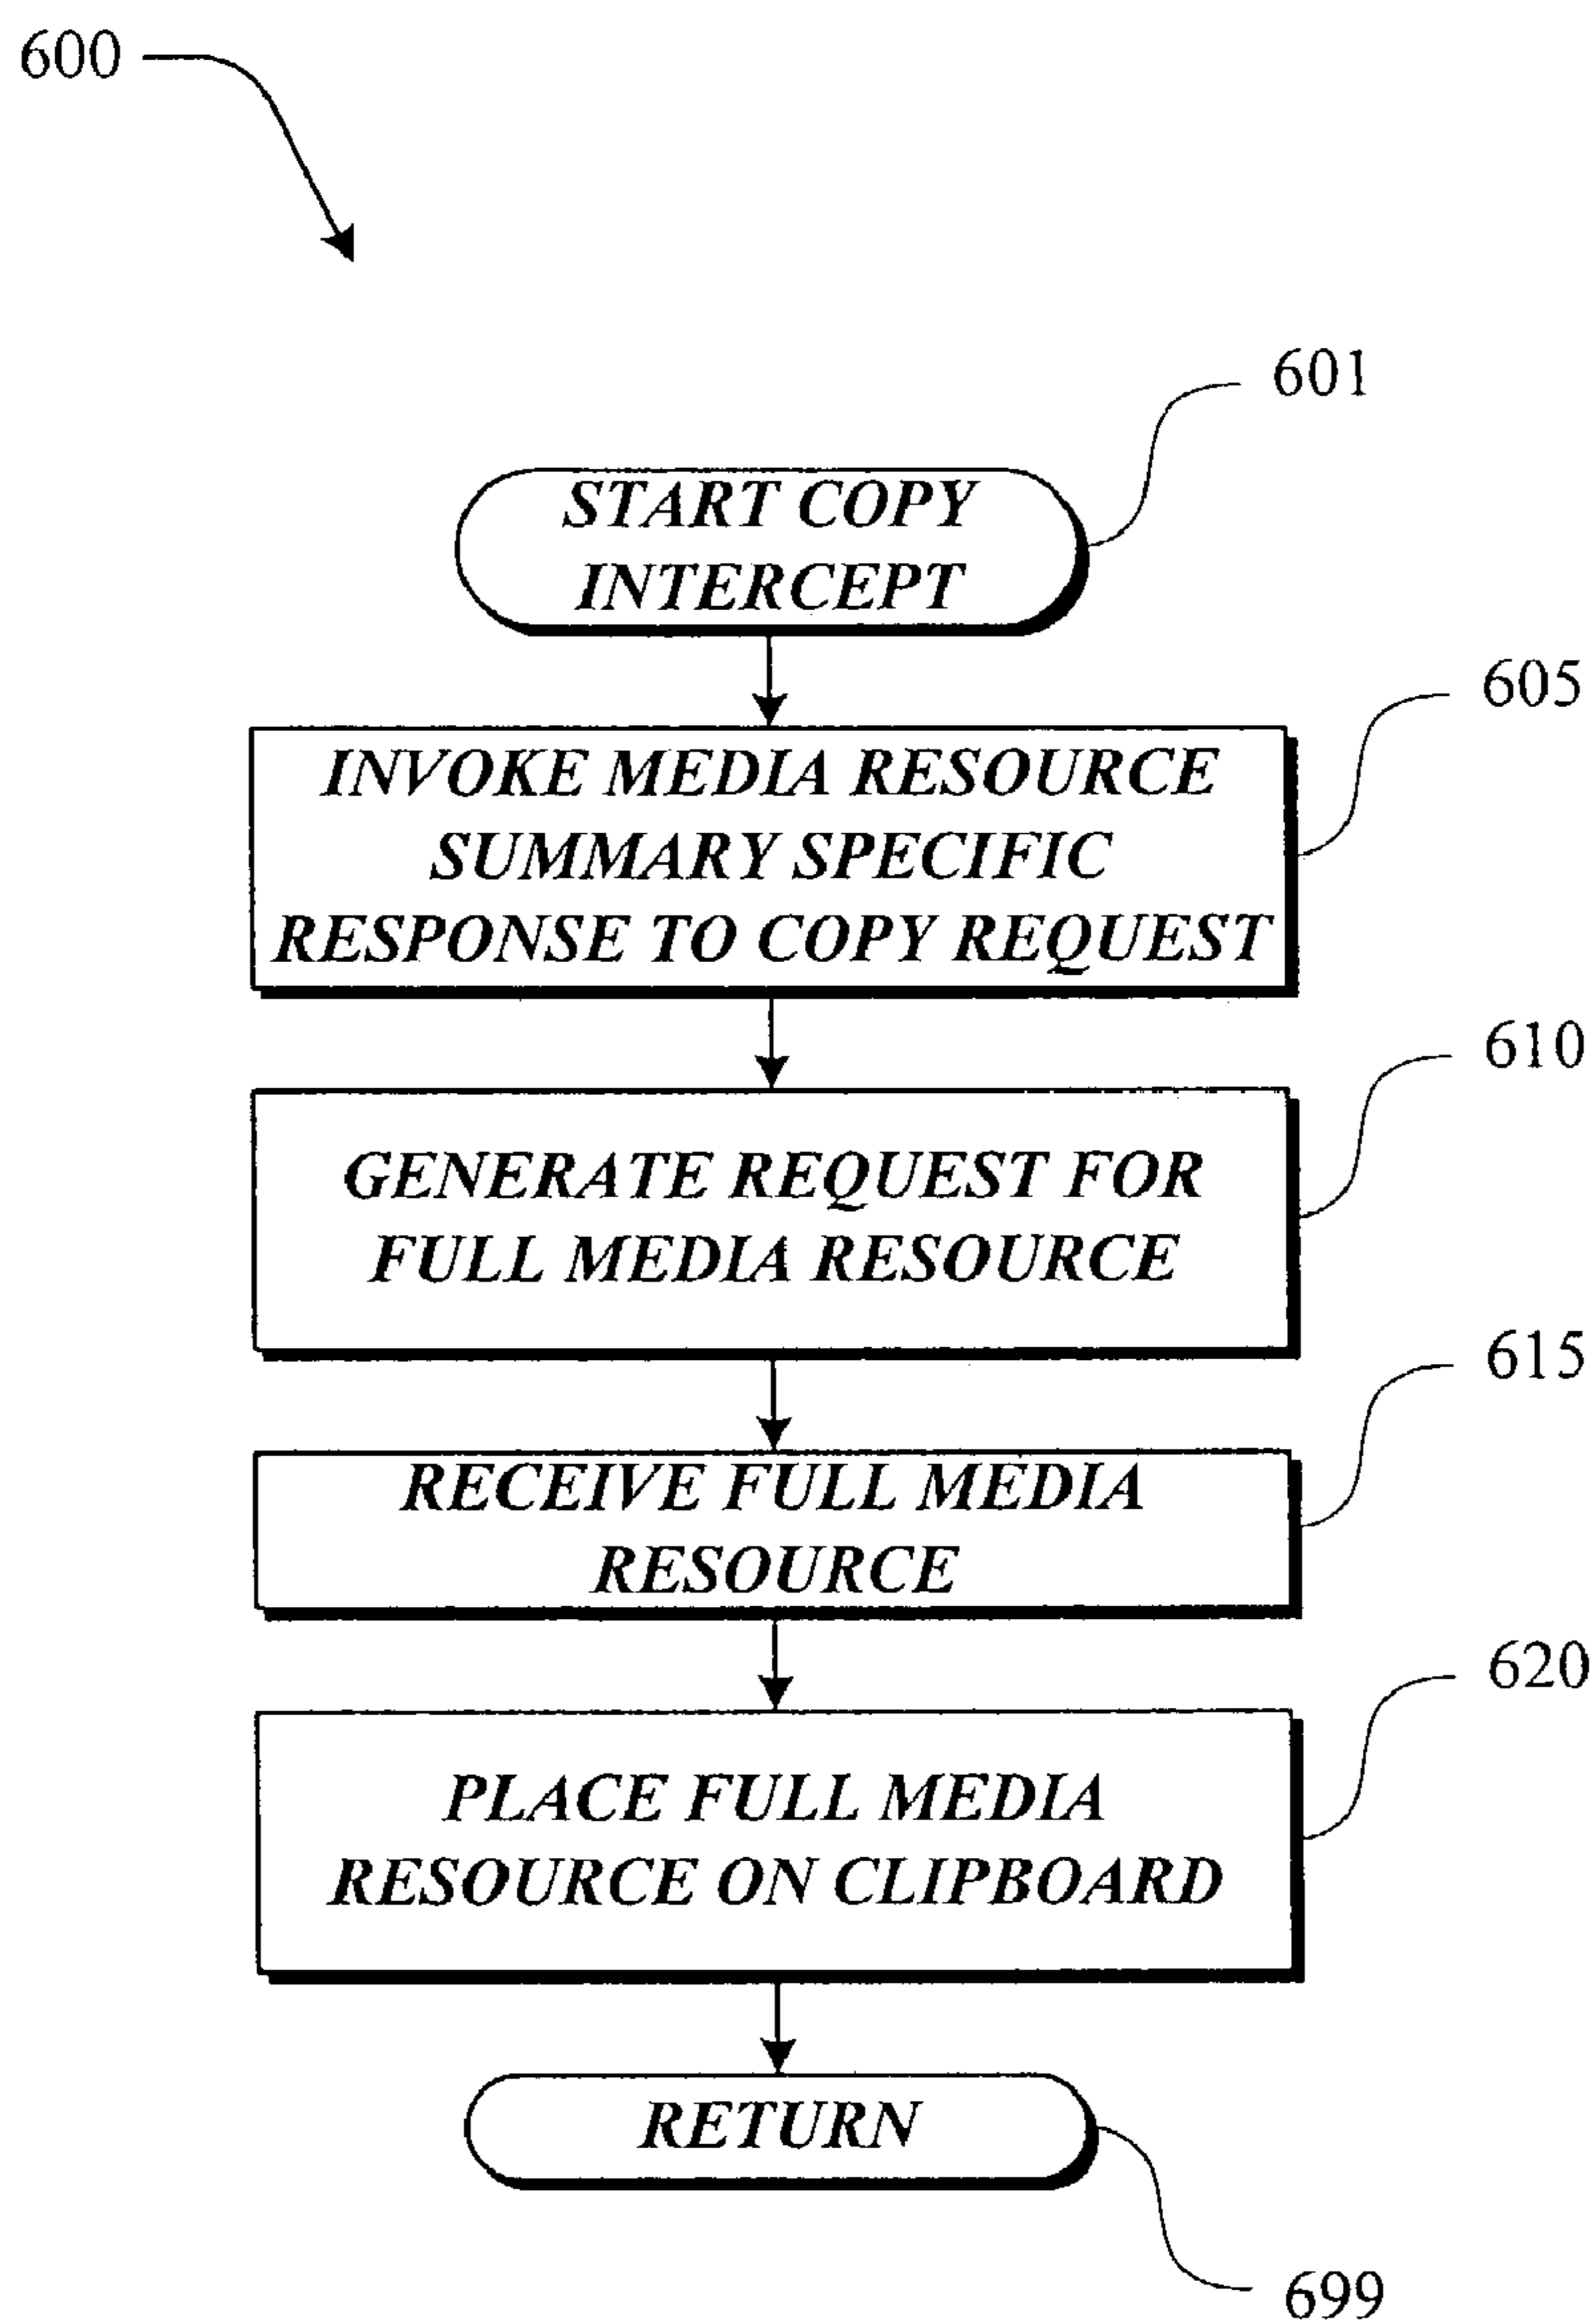 600
601
START COPY
INTERCEPT
605
INVOKE MEDIA RESOURCE
SUMMARY SPECIFIC
RESPONSE TO COPY REQUEST
610
GENERATE REQUEST FOR
FULL MEDIA RESOURCE
615
RECEIVE FULL MEDIA
RESOURCE
620
PLACE FULL MEDIA
RESOURCE ON CLIPBOARD
RETURN
699